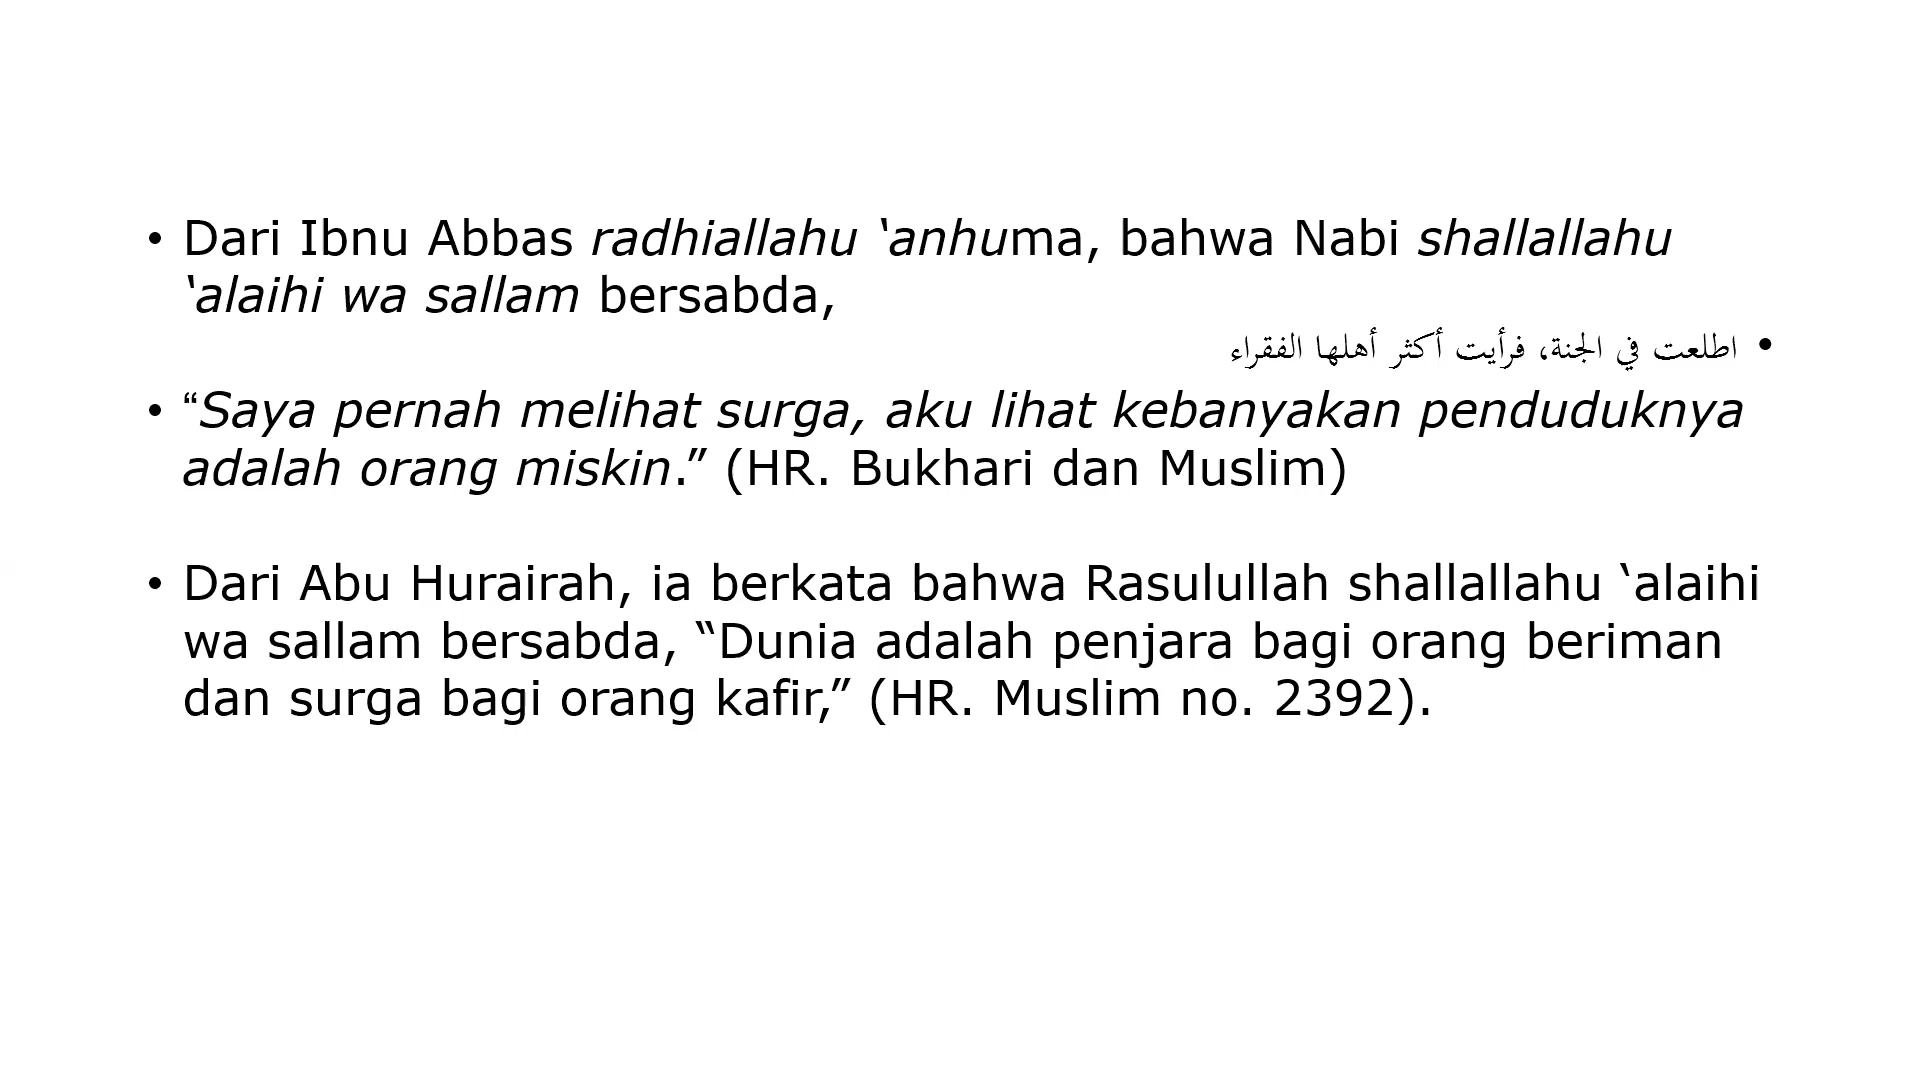 • Dari Ibnu Abbas radhiallahu ‘anhuma, bahwa Nabi shallallahu
‘alaihi wa sallam bersabda,
• اطلعت في الجنة، فرأيت أكثر أهلها الفقراء
• “Saya pernah melihat surga, aku lihat kebanyakan penduduknya
adalah orang miskin.” (HR. Bukhari dan Muslim)
• Dari Abu Hurairah, ia berkata bahwa Rasulullah shallallahu ‘alaihi
wa sallam bersabda, “Dunia adalah penjara bagi orang beriman
dan surga bagi orang kafir,” (HR. Muslim no. 2392).